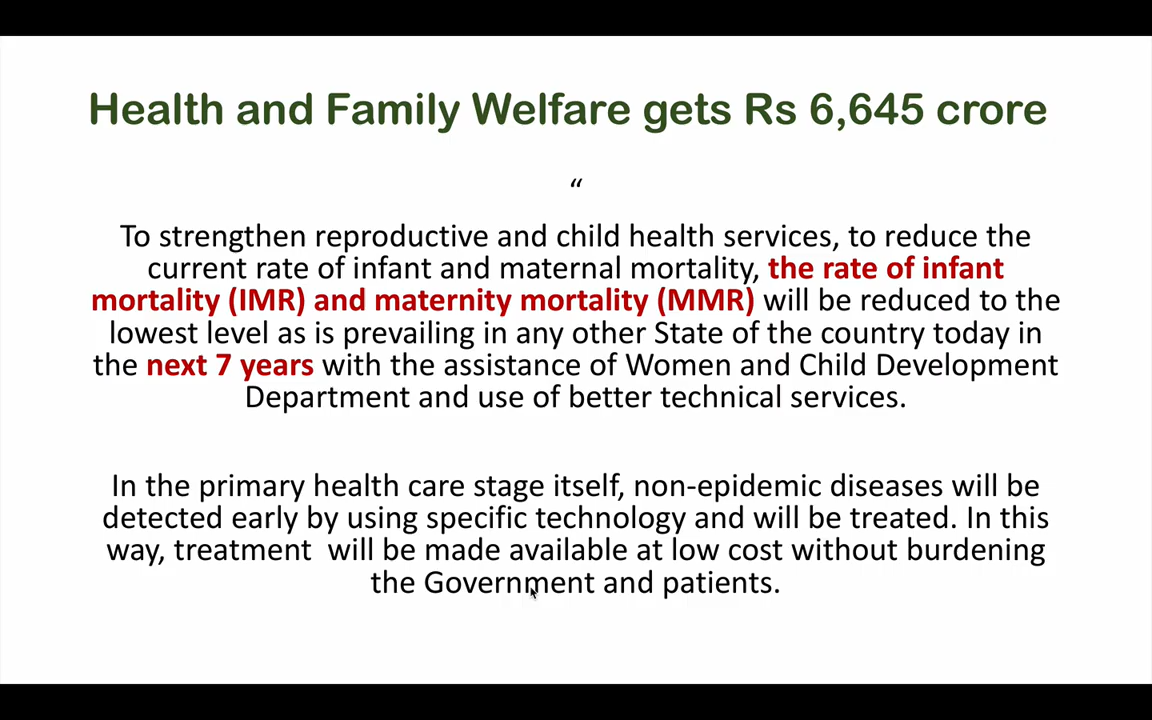 Health and Family Welfare gets Rs 6,645 crore
“
To strengthen reproductive and child health services, to reduce the
current rate of infant and maternal mortality, the rate of infant
mortality (IMR) and maternity mortality (MMR) will be reduced to the
lowest level as is prevailing in any other State of the country today in
the next 7 years with the assistance of Women and Child Development
Department and use of better technical services.
In the primary health care stage itself, non-epidemic diseases will be
detected early by using specific technology and will be treated. In this
way, treatment  will be made available at low cost without burdening
the Government and patients.